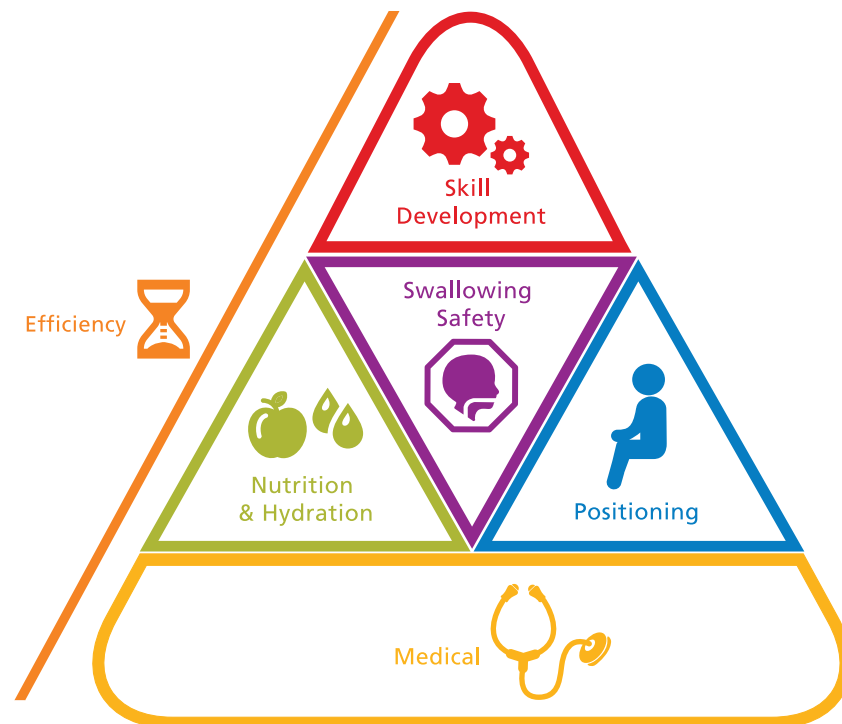 Skill
Development
Swallowing
Safety
Efficiency
Nutrition
& Hydration
Positioning
Medical